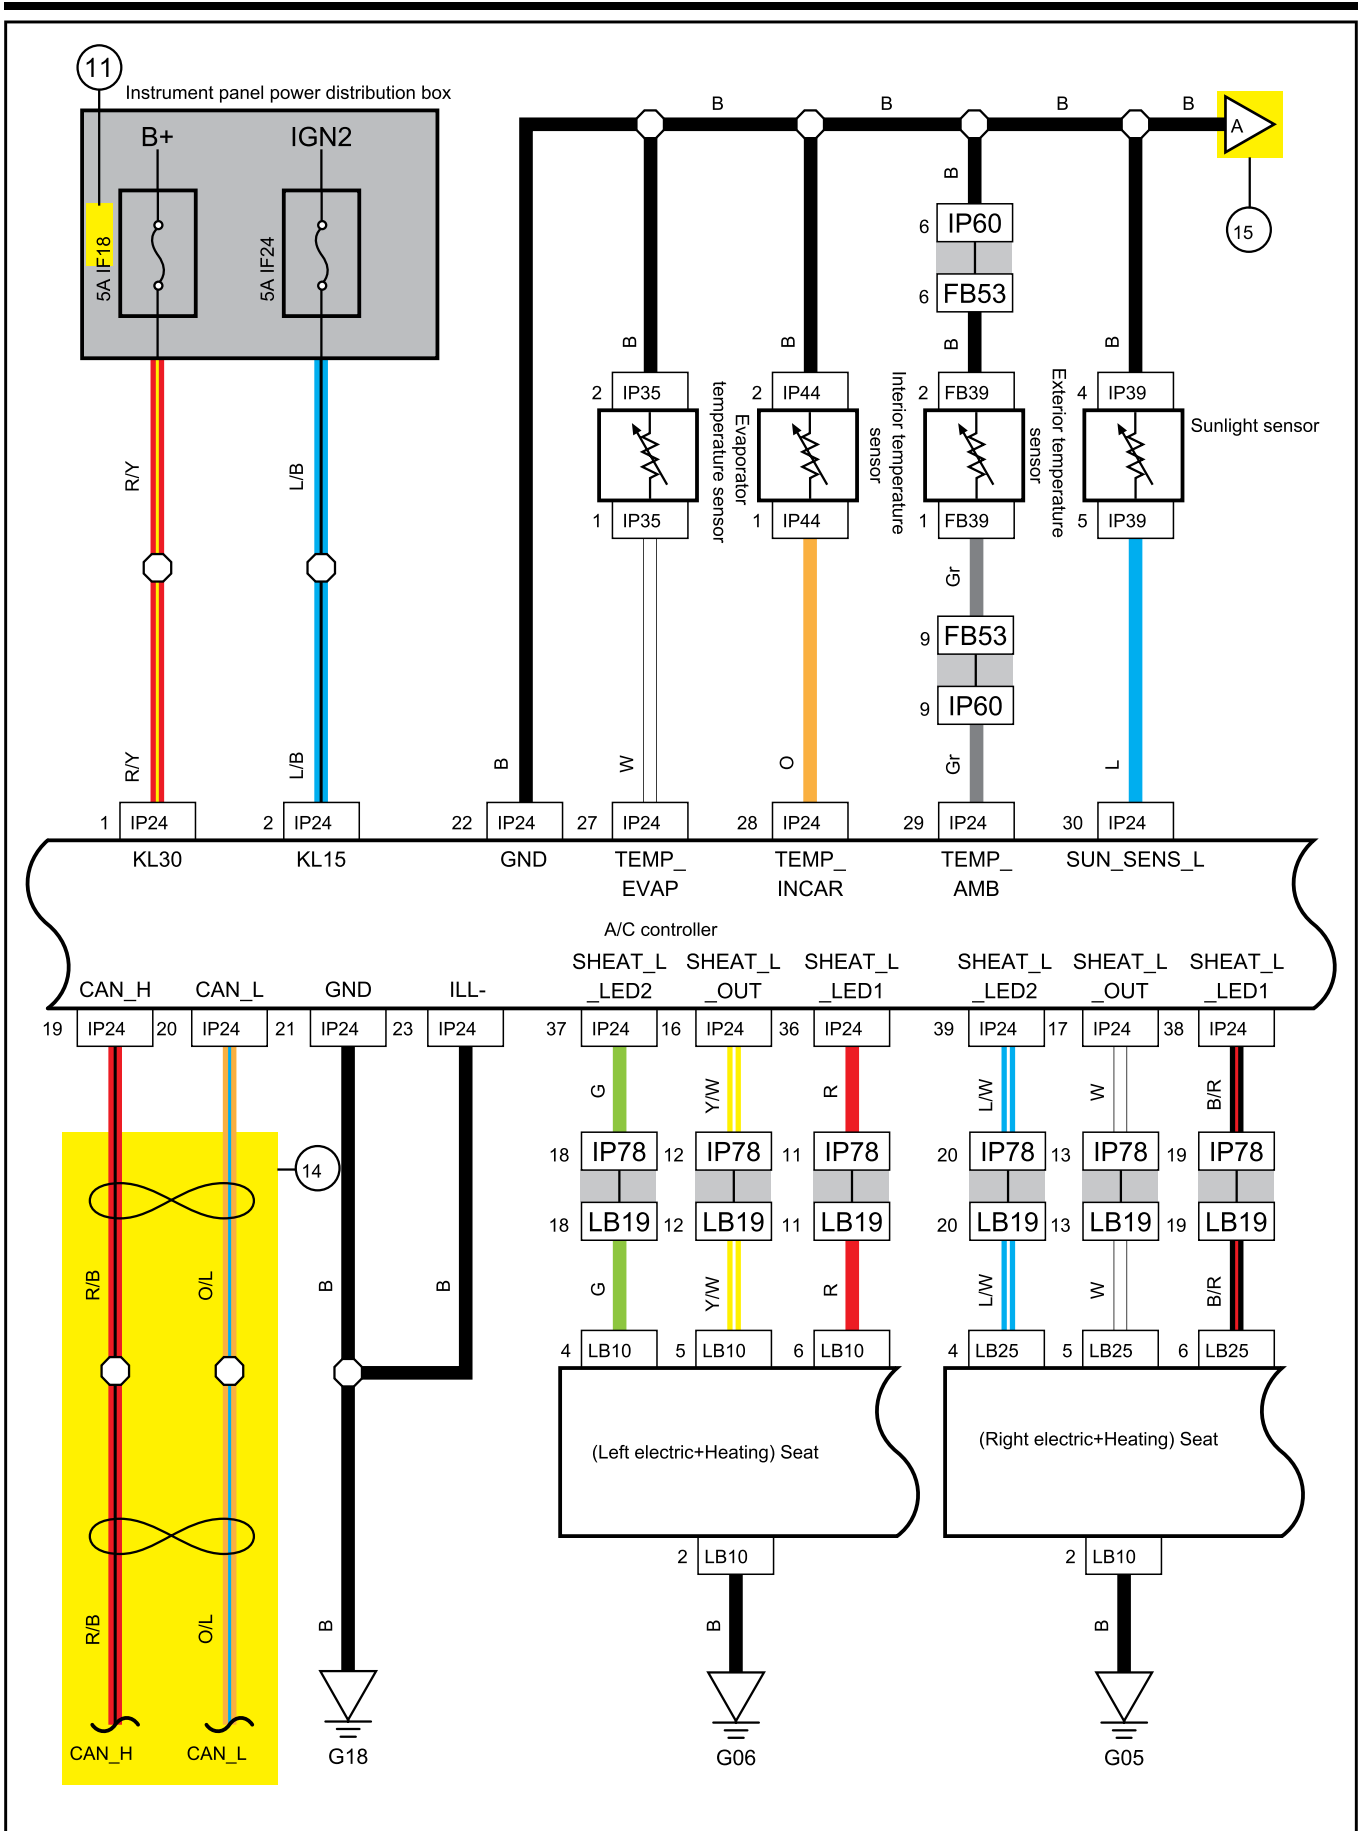 11
Instrument panel power distribution box
B+
IGN2
5A IF18
5A IF24
B
B
B
B
A
15
B
6
IP60
6
FB53
B
B
B
B
2
IP35
2
IP44
2
FB39
4
IP39
Evaporator
temperature sensor
Interior temperature
sensor
Exterior temperature
sensor
Sunlight sensor
1
IP35
1
IP44
1
FB39
5
IP39
R/Y
L/B
Gr
9
FB53
9
IP60
R/Y
L/B
B
W
O
Gr
L
1
IP24
2
IP24
22
IP24
27
IP24
28
IP24
29
IP24
30
IP24
KL30
KL15
GND
TEMP_
EVAP
TEMP_
INCAR
TEMP_
AMB
SUN_SENS_L
A/C controller
CAN_H
CAN_L
GND
ILL-
SHEAT_L
_LED2
SHEAT_L
_OUT
SHEAT_L
_LED1
SHEAT_L
_LED2
SHEAT_L
_OUT
SHEAT_L
_LED1
19
IP24
20
IP24
21
IP24
23
IP24
37
IP24
16
IP24
36
IP24
39
IP24
17
IP24
38
IP24
G
Y/W
R
L/W
W
B/R
14
18
IP78
12
IP78
11
IP78
20
IP78
13
IP78
19
IP78
18
LB19
12
LB19
11
LB19
20
LB19
13
LB19
19
LB19
R/B
O/L
B
B
G
Y/W
R
L/W
W
B/R
4
LB10
5
LB10
6
LB10
4
LB25
5
LB25
6
LB25
(Left electric+Heating) Seat
(Right electric+Heating) Seat
2
LB10
2
LB10
R/B
O/L
B
B
B
CAN_H
CAN_L
G18
G06
G05